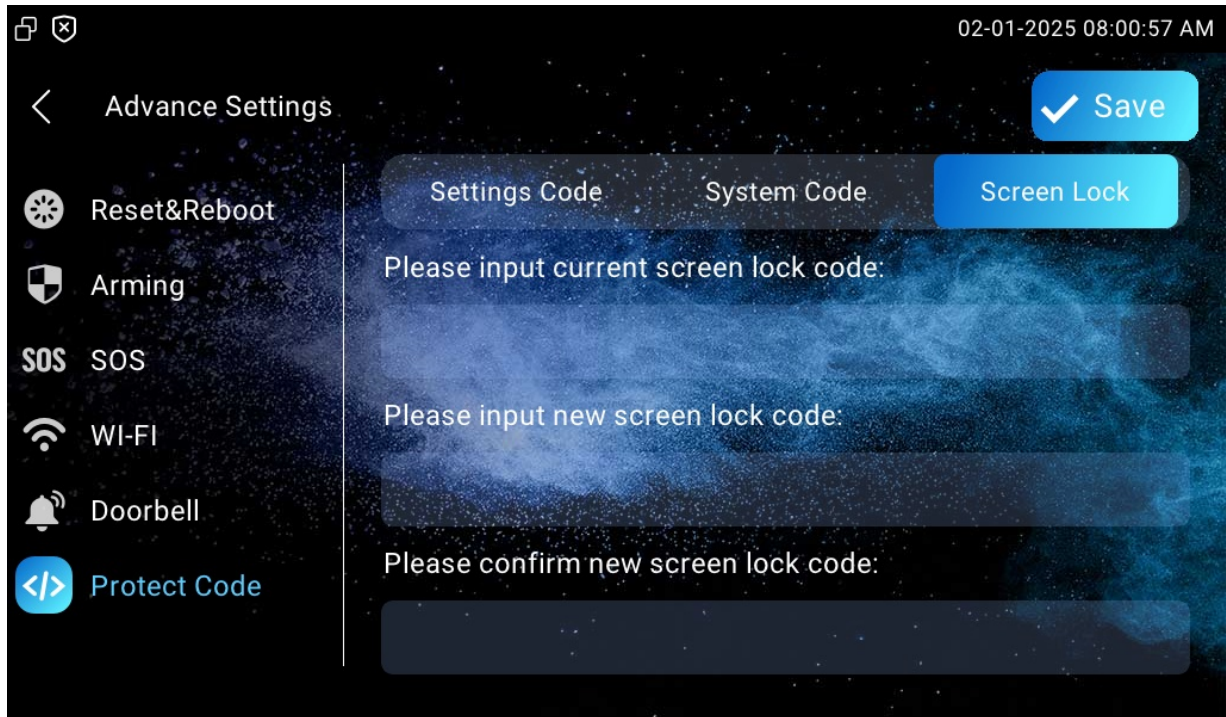 02-01-2025 08:00:57 AM
Advance Settings
Save
Reset&Reboot
Arming
SOS SOS
WI-FI
Doorbell
Protect Code
Settings Code System Code Screen Lock
Please input current screen lock code:
Please input new screen lock code:
Please confirm new screen lock code: